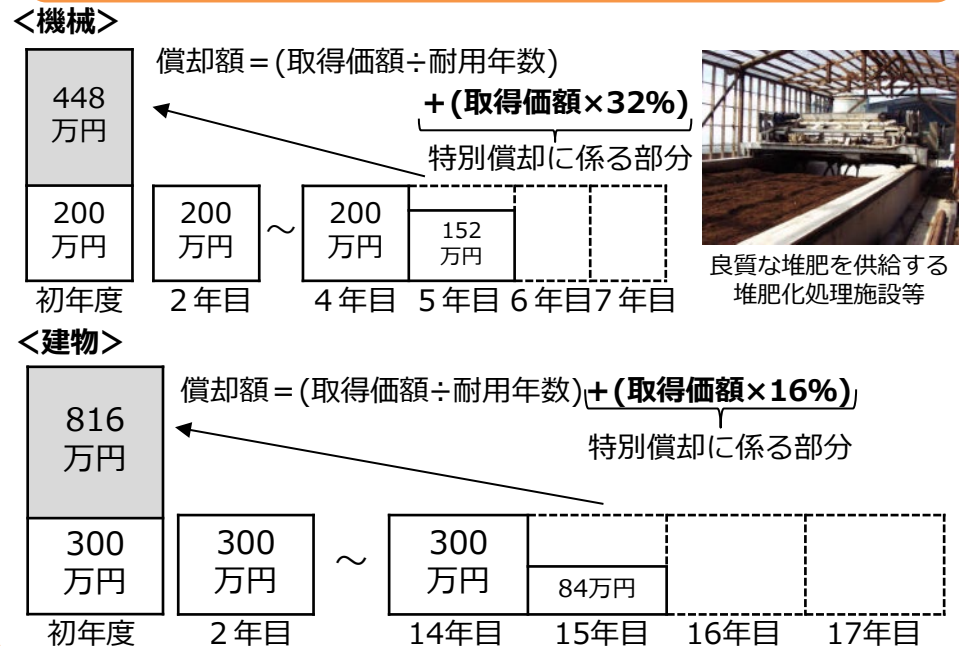 ＜機械＞
償却額＝(取得価額÷耐用年数)
＋(取得価額×32%)
特別償却に係る部分
448
万円
200
万円
200
万円
～
200
万円
152
万円
初年度
２年目
４年目
５年目
６年目
７年目
良質な堆肥を供給する
堆肥化処理施設等
＜建物＞
償却額＝(取得価額÷耐用年数)＋(取得価額×16%)
特別償却に係る部分
816
万円
300
万円
300
万円
～
300
万円
84万円
初年度
２年目
14年目
15年目
16年目
17年目